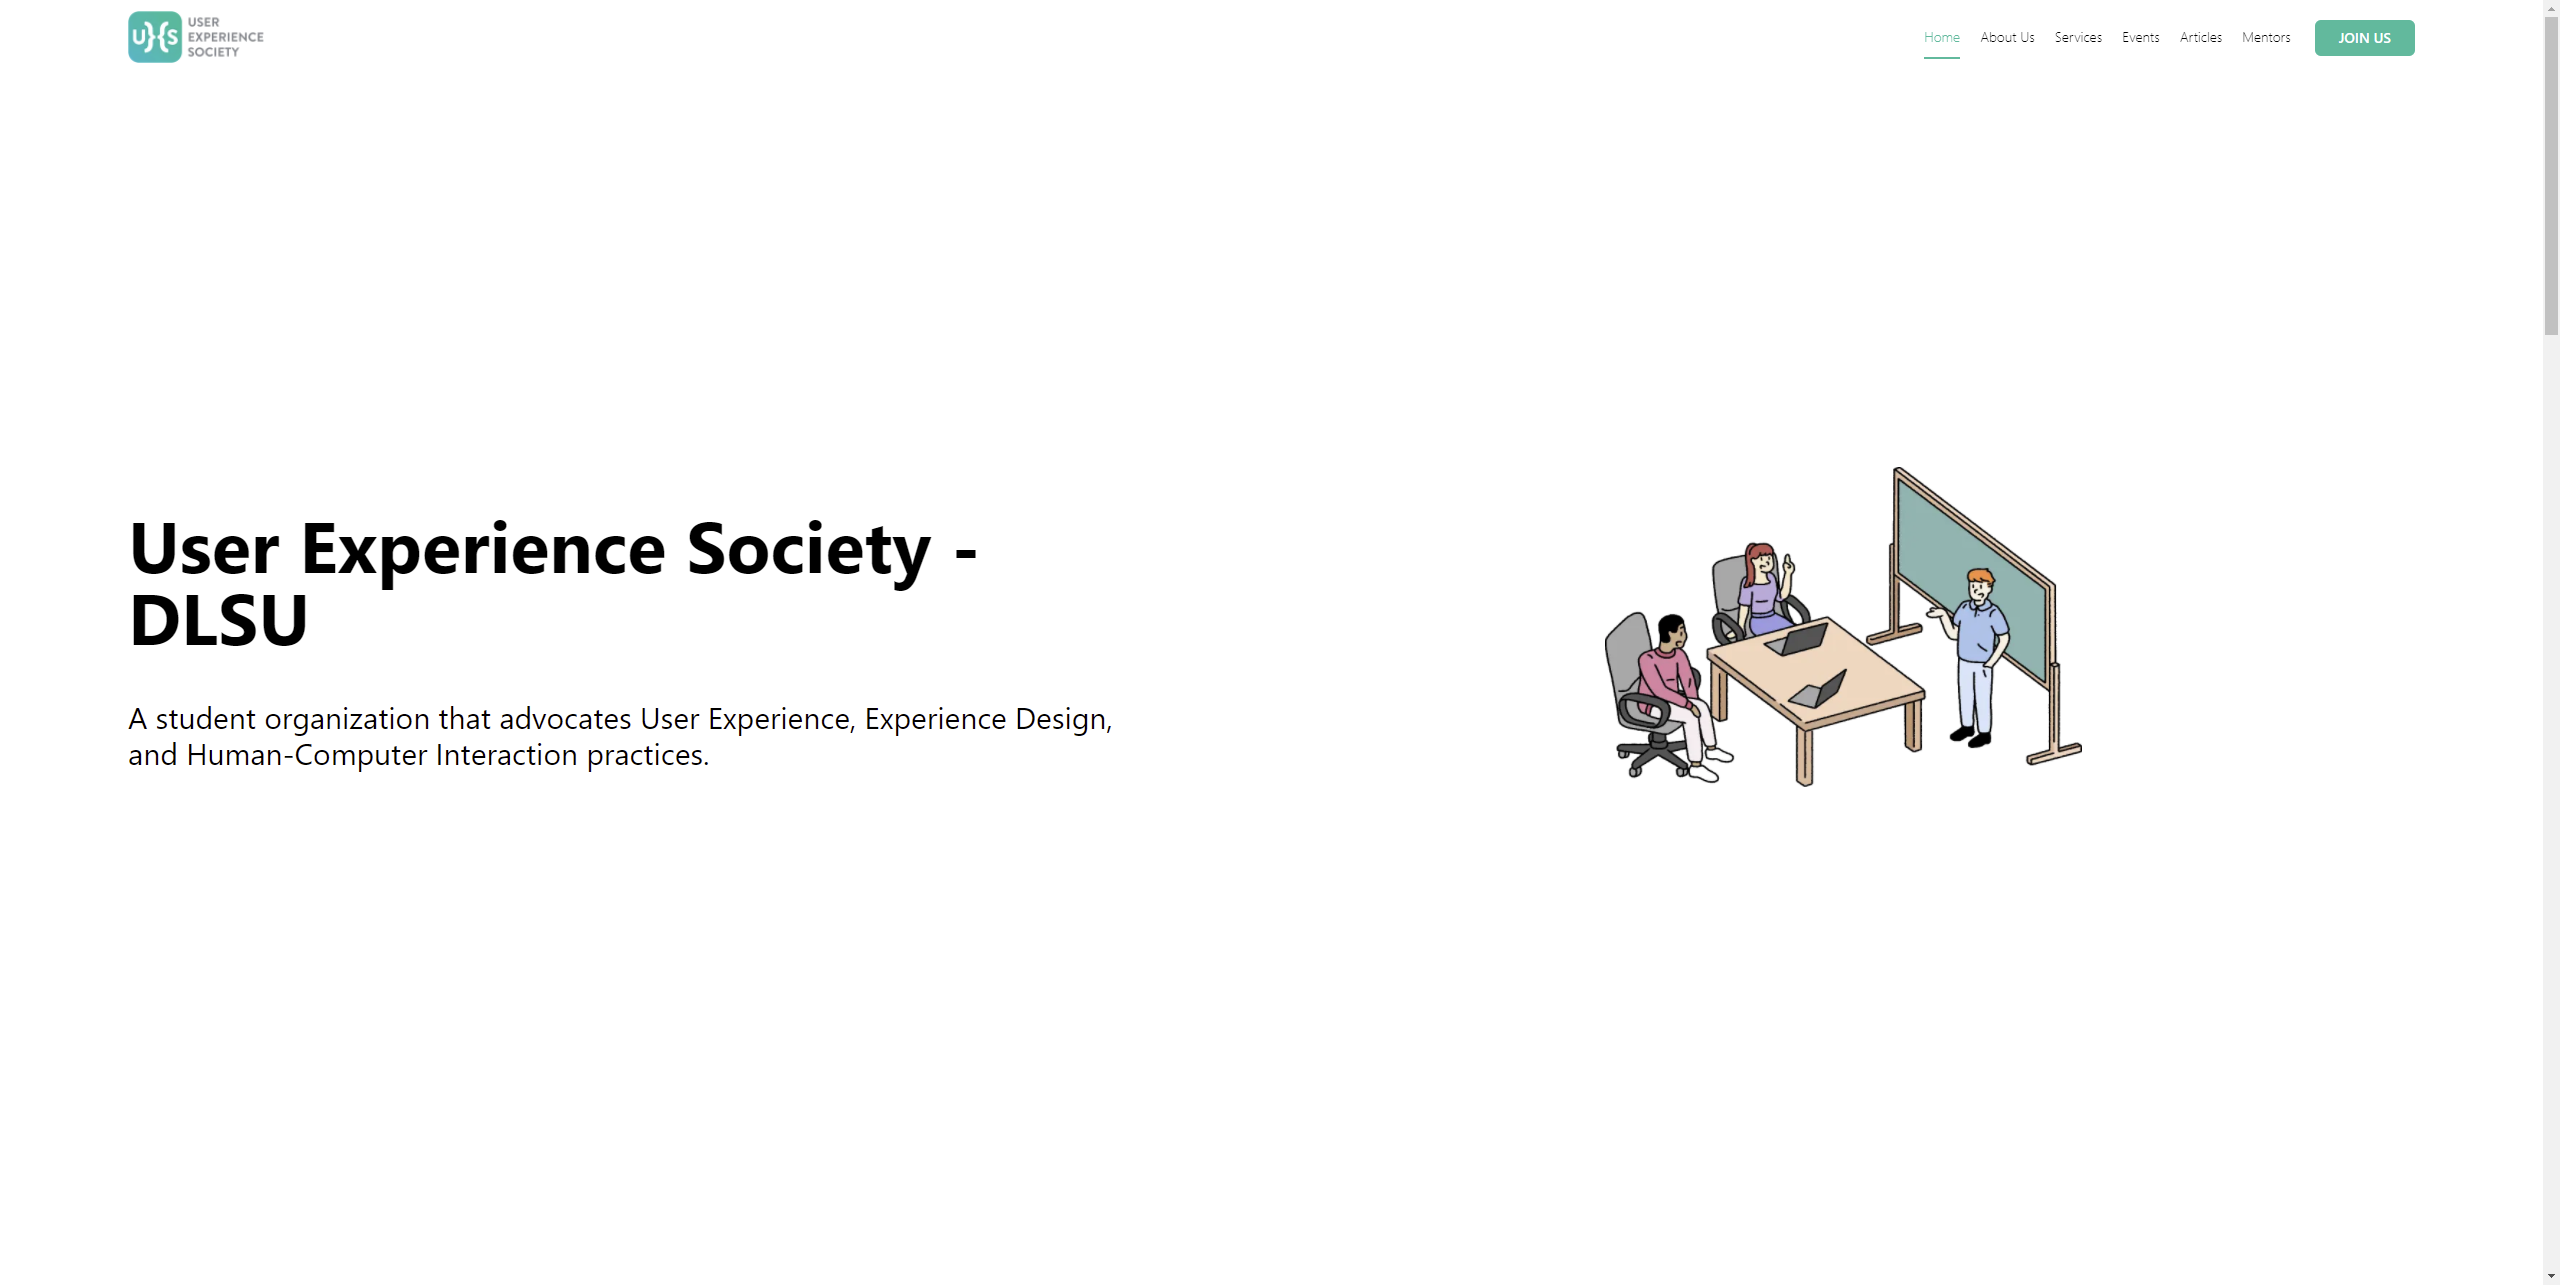 UXS
USER
EXPERIENCE
SOCIETY
Home About Us Services Events Articles Mentors JOIN US
User Experience Society -
DLSU
A student organization that advocates User Experience, Experience Design,
and Human-Computer Interaction practices.